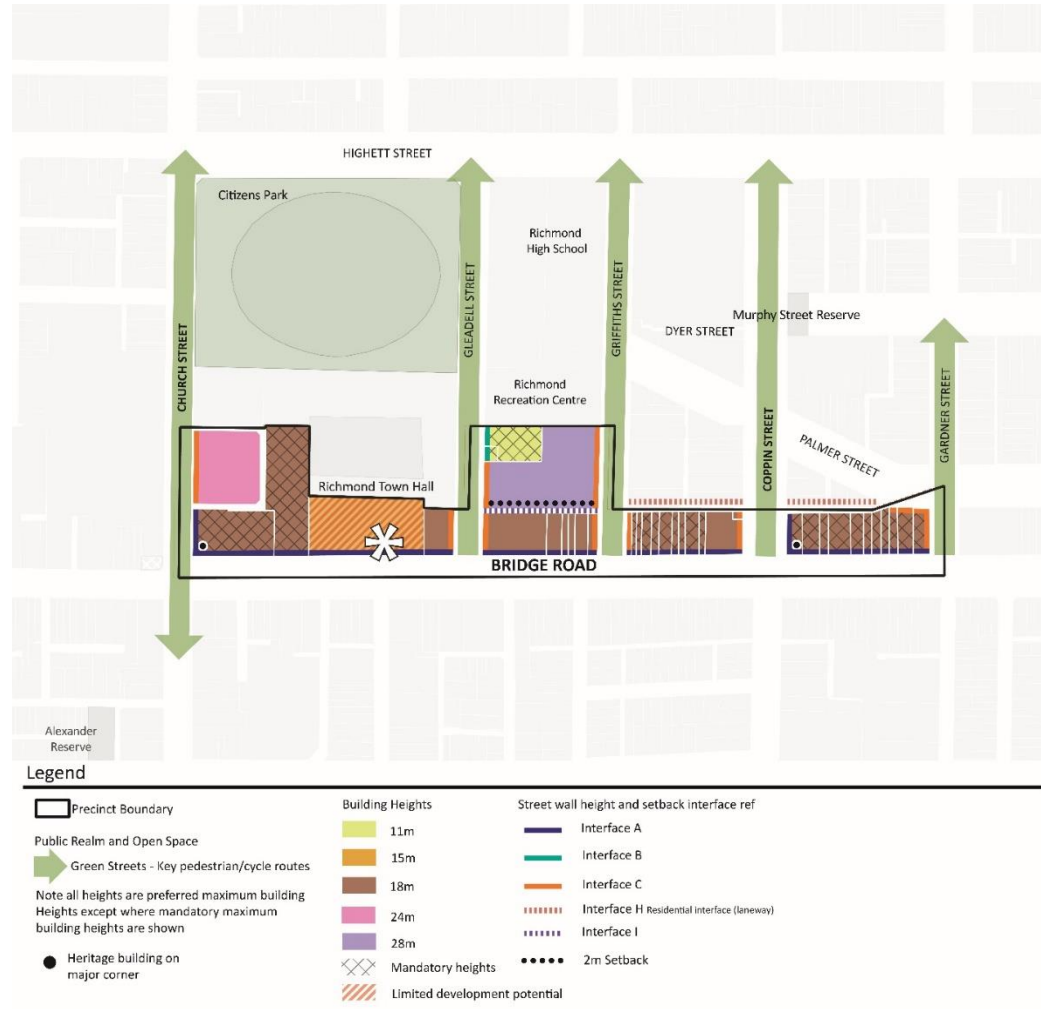 HIGHETT STREET
Citizens Park
Richmond
High School
GLEADELL STREET
GRIFFITHS STREET
Murphy Street Reserve
DYER STREET
CHURCH STREET
Richmond
Recreation Centre
COPPIN STREET
PALMER STREET
GARDNER STREET
Richmond Town Hall
BRIDGE ROAD
Alexander
Reserve
Legend
Precinct Boundary
Public Realm and Open Space
Green Streets - Key pedestrian/cycle routes
Note all heights are preferred maximum building
Heights except where mandatory maximum
building heights are shown
Heritage building on
major corner
Building Heights
11m
15m
18m
24m
28m
Mandatory heights
Limited development potential
Street wall height and setback interface ref
Interface A
Interface B
Interface C
Interface H Residential interface (laneway)
Interface I
2m Setback